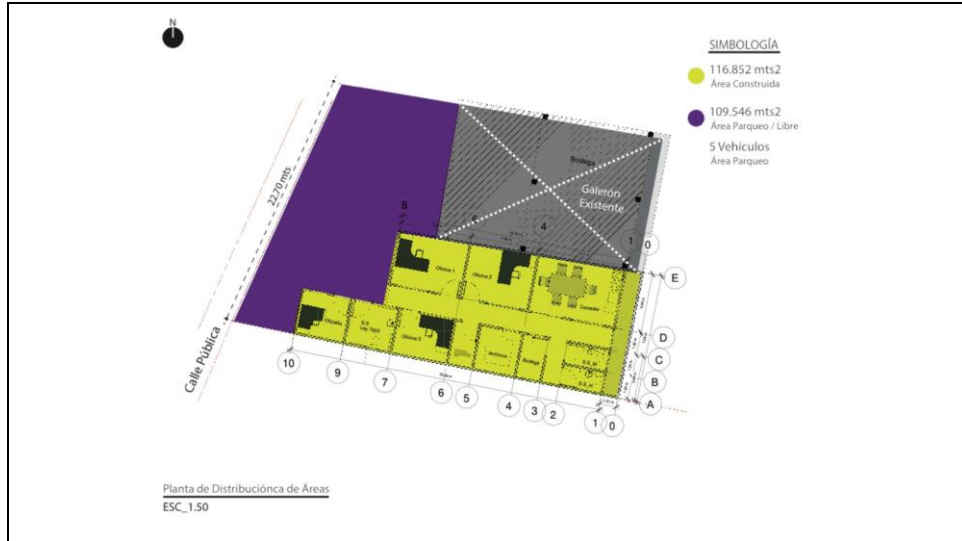 N
SIMBOLOGÍA
116.852 mts2
Área Construida
109.546 mts2
Área Parqueo / Libre
5 Vehículos
Área Parqueo
22.70 mts
Calle Pública
Bodega
Galerón
Existente
8
4
1
0
E
D
C
B
A
Oficina 1
Oficina 2
Comedor
Oficina 3
Bodega
S.S_M
S.S_H
10
9
7
6
5
4
3
2
1
0
Planta de Distribuciónca de Áreas
ESC_1.50